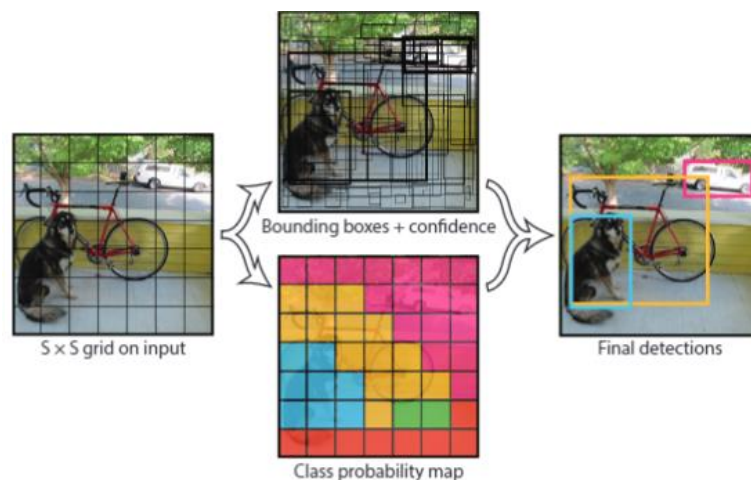 Bounding boxes + confidence
S × S grid on input
Final detections
Class probability map